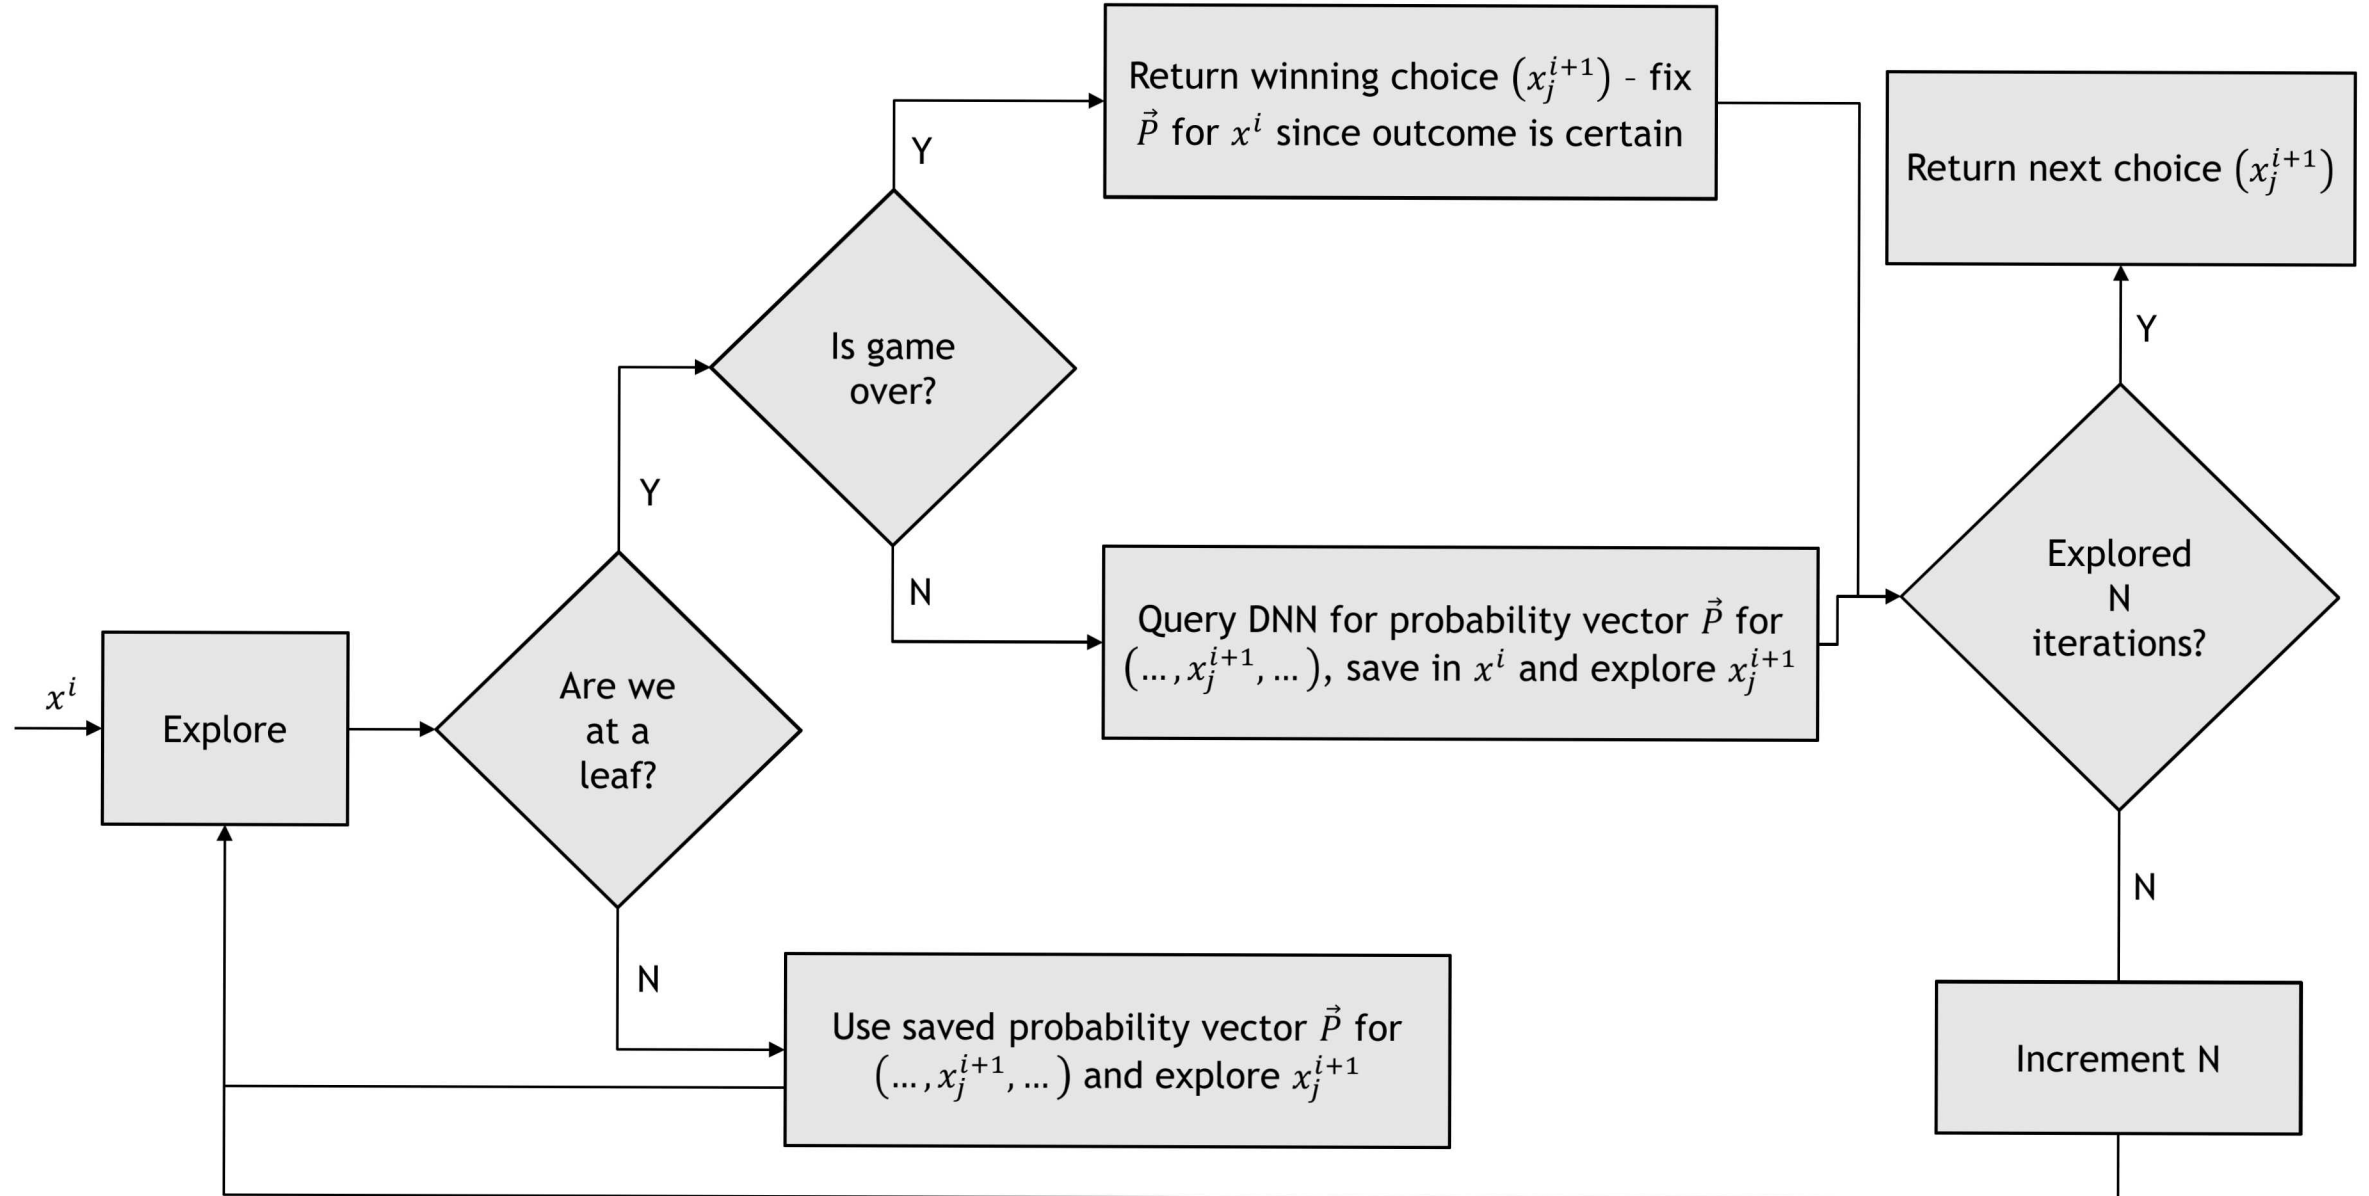 Return winning choice (x_j^{i+1}) - fix
P⃗ for x^i since outcome is certain
Return next choice (x_j^{i+1})
Y
Y
Is game
over?
Y
N
Explored
N
iterations?
Query DNN for probability vector P⃗ for
(…, x_j^{i+1}, …), save in x^i and explore x_j^{i+1}
x^i
Explore
Are we
at a
leaf?
N
N
Use saved probability vector P⃗ for
(…, x_j^{i+1}, …) and explore x_j^{i+1}
Increment N